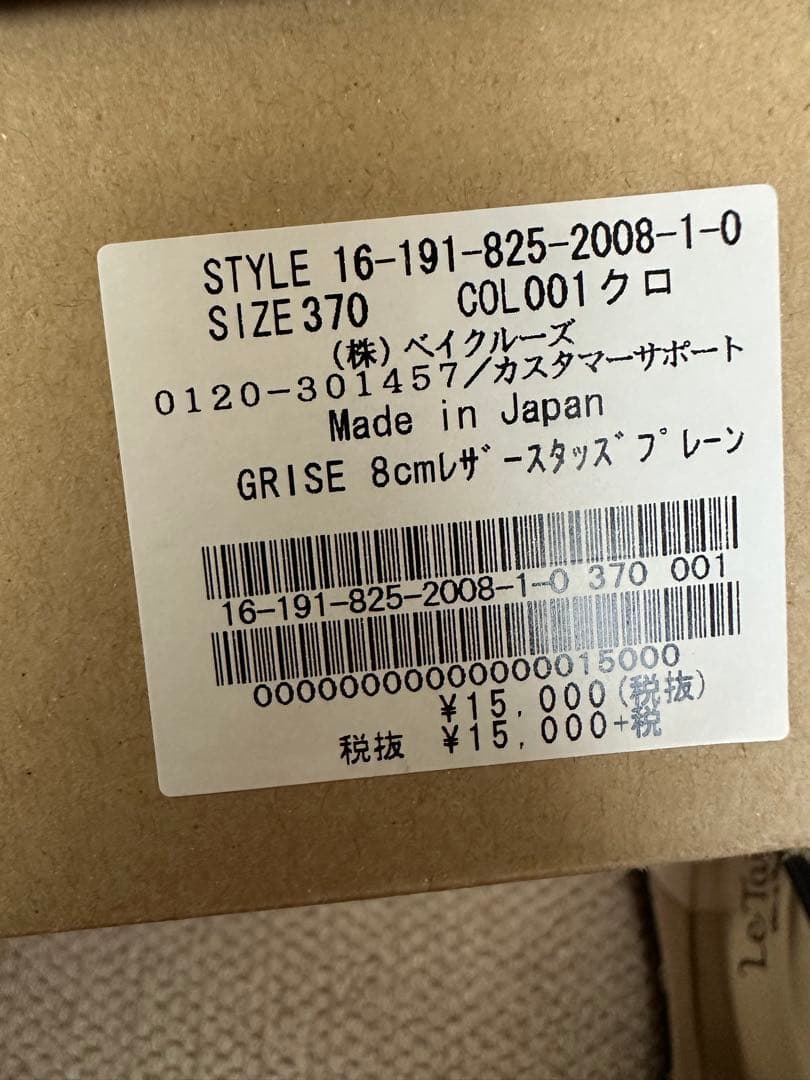 STYLE 16-191-825-2008-1-0
SIZE370 COL001クロ
(株)ベイクルーズ
0120-301457/カスタマーサポート
Made in Japan
GRISE 8cmﾚｻﾞｰｽﾀｯｽﾞﾌﾟﾚｰﾝ
16-191-825-2008-1-0 370 001
0000000000000000015000
¥15,000(税抜)
税抜 ¥15,000+税
Le